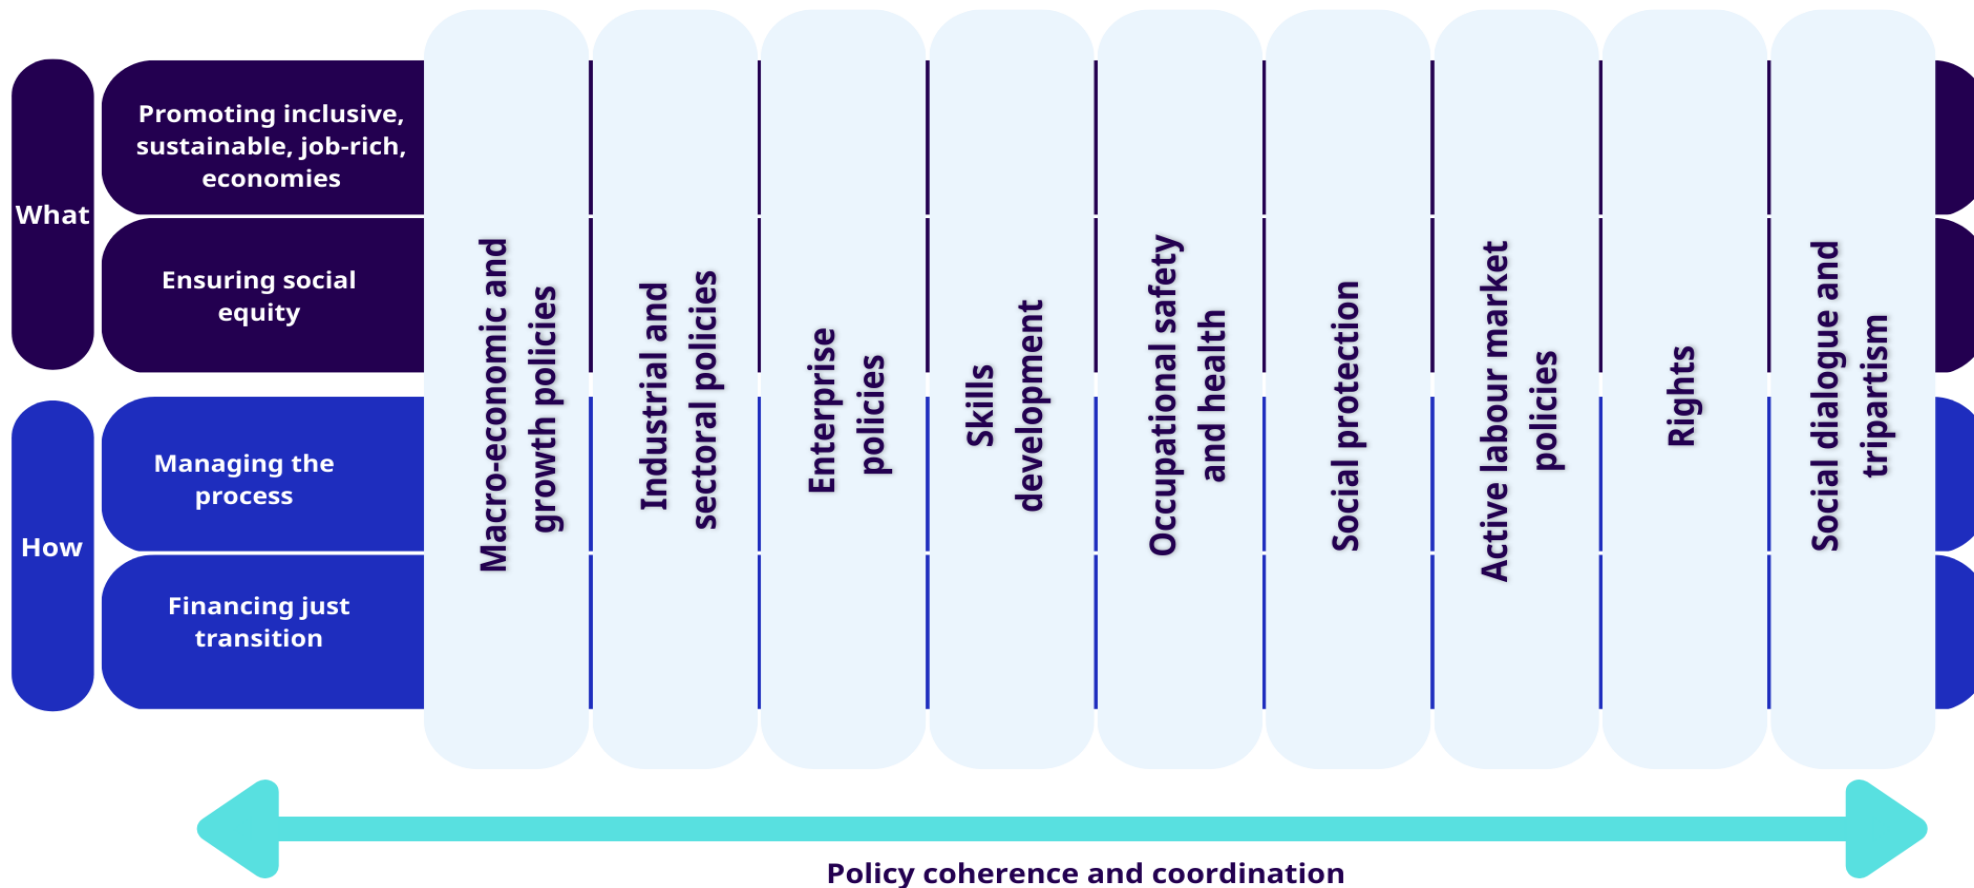 What
Promoting inclusive,
sustainable, job-rich,
economies
Ensuring social
equity
How
Managing the
process
Financing just
transition
Macro-economic and
growth policies
Industrial and
sectoral policies
Enterprise
policies
Skills
development
Occupational safety
and health
Social protection
Active labour market
policies
Rights
Social dialogue and
tripartism
Policy coherence and coordination